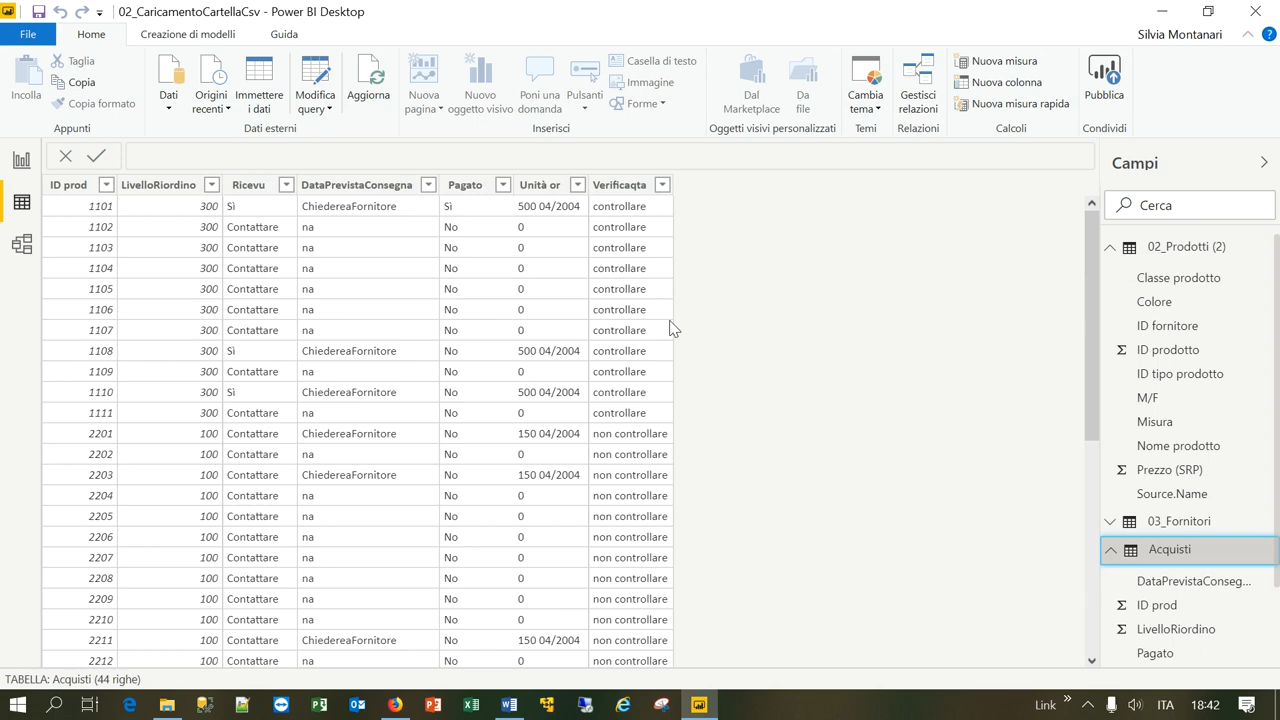 02_CaricamentoCartellaCsv - Power BI Desktop
File Home Creazione di modelli Guida Silvia Montanari
Incolla
Taglia
Copia
Copia formato
Appunti
Dati
Origini recenti
Immettere i dati
Modifica query
Dati esterni
Aggiorna
Nuova pagina
Nuovo oggetto visivo
Poni una domanda
Pulsanti
Casella di testo
Immagine
Forme
Inserisci
Dal Marketplace
Da file
Oggetti visivi personalizzati
Cambia tema
Temi
Gestisci relazioni
Relazioni
Nuova misura
Nuova colonna
Nuova misura rapida
Calcoli
Pubblica
Condividi
ID prod LivelloRiordino Ricevu DataPrevistaConsegna Pagato Unità or Verificaqta
1101 300 Sì ChiedereaFornitore Sì 500 04/2004 controllare
1102 300 Contattare na No 0 controllare
1103 300 Contattare na No 0 controllare
1104 300 Contattare na No 0 controllare
1105 300 Contattare na No 0 controllare
1106 300 Contattare na No 0 controllare
1107 300 Contattare na No 0 controllare
1108 300 Sì ChiedereaFornitore No 500 04/2004 controllare
1109 300 Contattare na No 0 controllare
1110 300 Sì ChiedereaFornitore No 500 04/2004 controllare
1111 300 Contattare na No 0 controllare
2201 100 Contattare ChiedereaFornitore No 150 04/2004 non controllare
2202 100 Contattare na No 0 non controllare
2203 100 Contattare ChiedereaFornitore No 150 04/2004 non controllare
2204 100 Contattare na No 0 non controllare
2205 100 Contattare na No 0 non controllare
2206 100 Contattare na No 0 non controllare
2207 100 Contattare na No 0 non controllare
2208 100 Contattare na No 0 non controllare
2209 100 Contattare na No 0 non controllare
2210 100 Contattare na No 0 non controllare
2211 100 Contattare ChiedereaFornitore No 150 04/2004 non controllare
2212 100 Contattare na No 0 non controllare
Campi
Cerca
02_Prodotti (2)
Classe prodotto
Colore
ID fornitore
ID prodotto
ID tipo prodotto
M/F
Misura
Nome prodotto
Prezzo (SRP)
Source.Name
03_Fornitori
Acquisti
DataPrevistaConseg...
ID prod
LivelloRiordino
Pagato
TABELLA: Acquisti (44 righe)
Link ITA 18:42